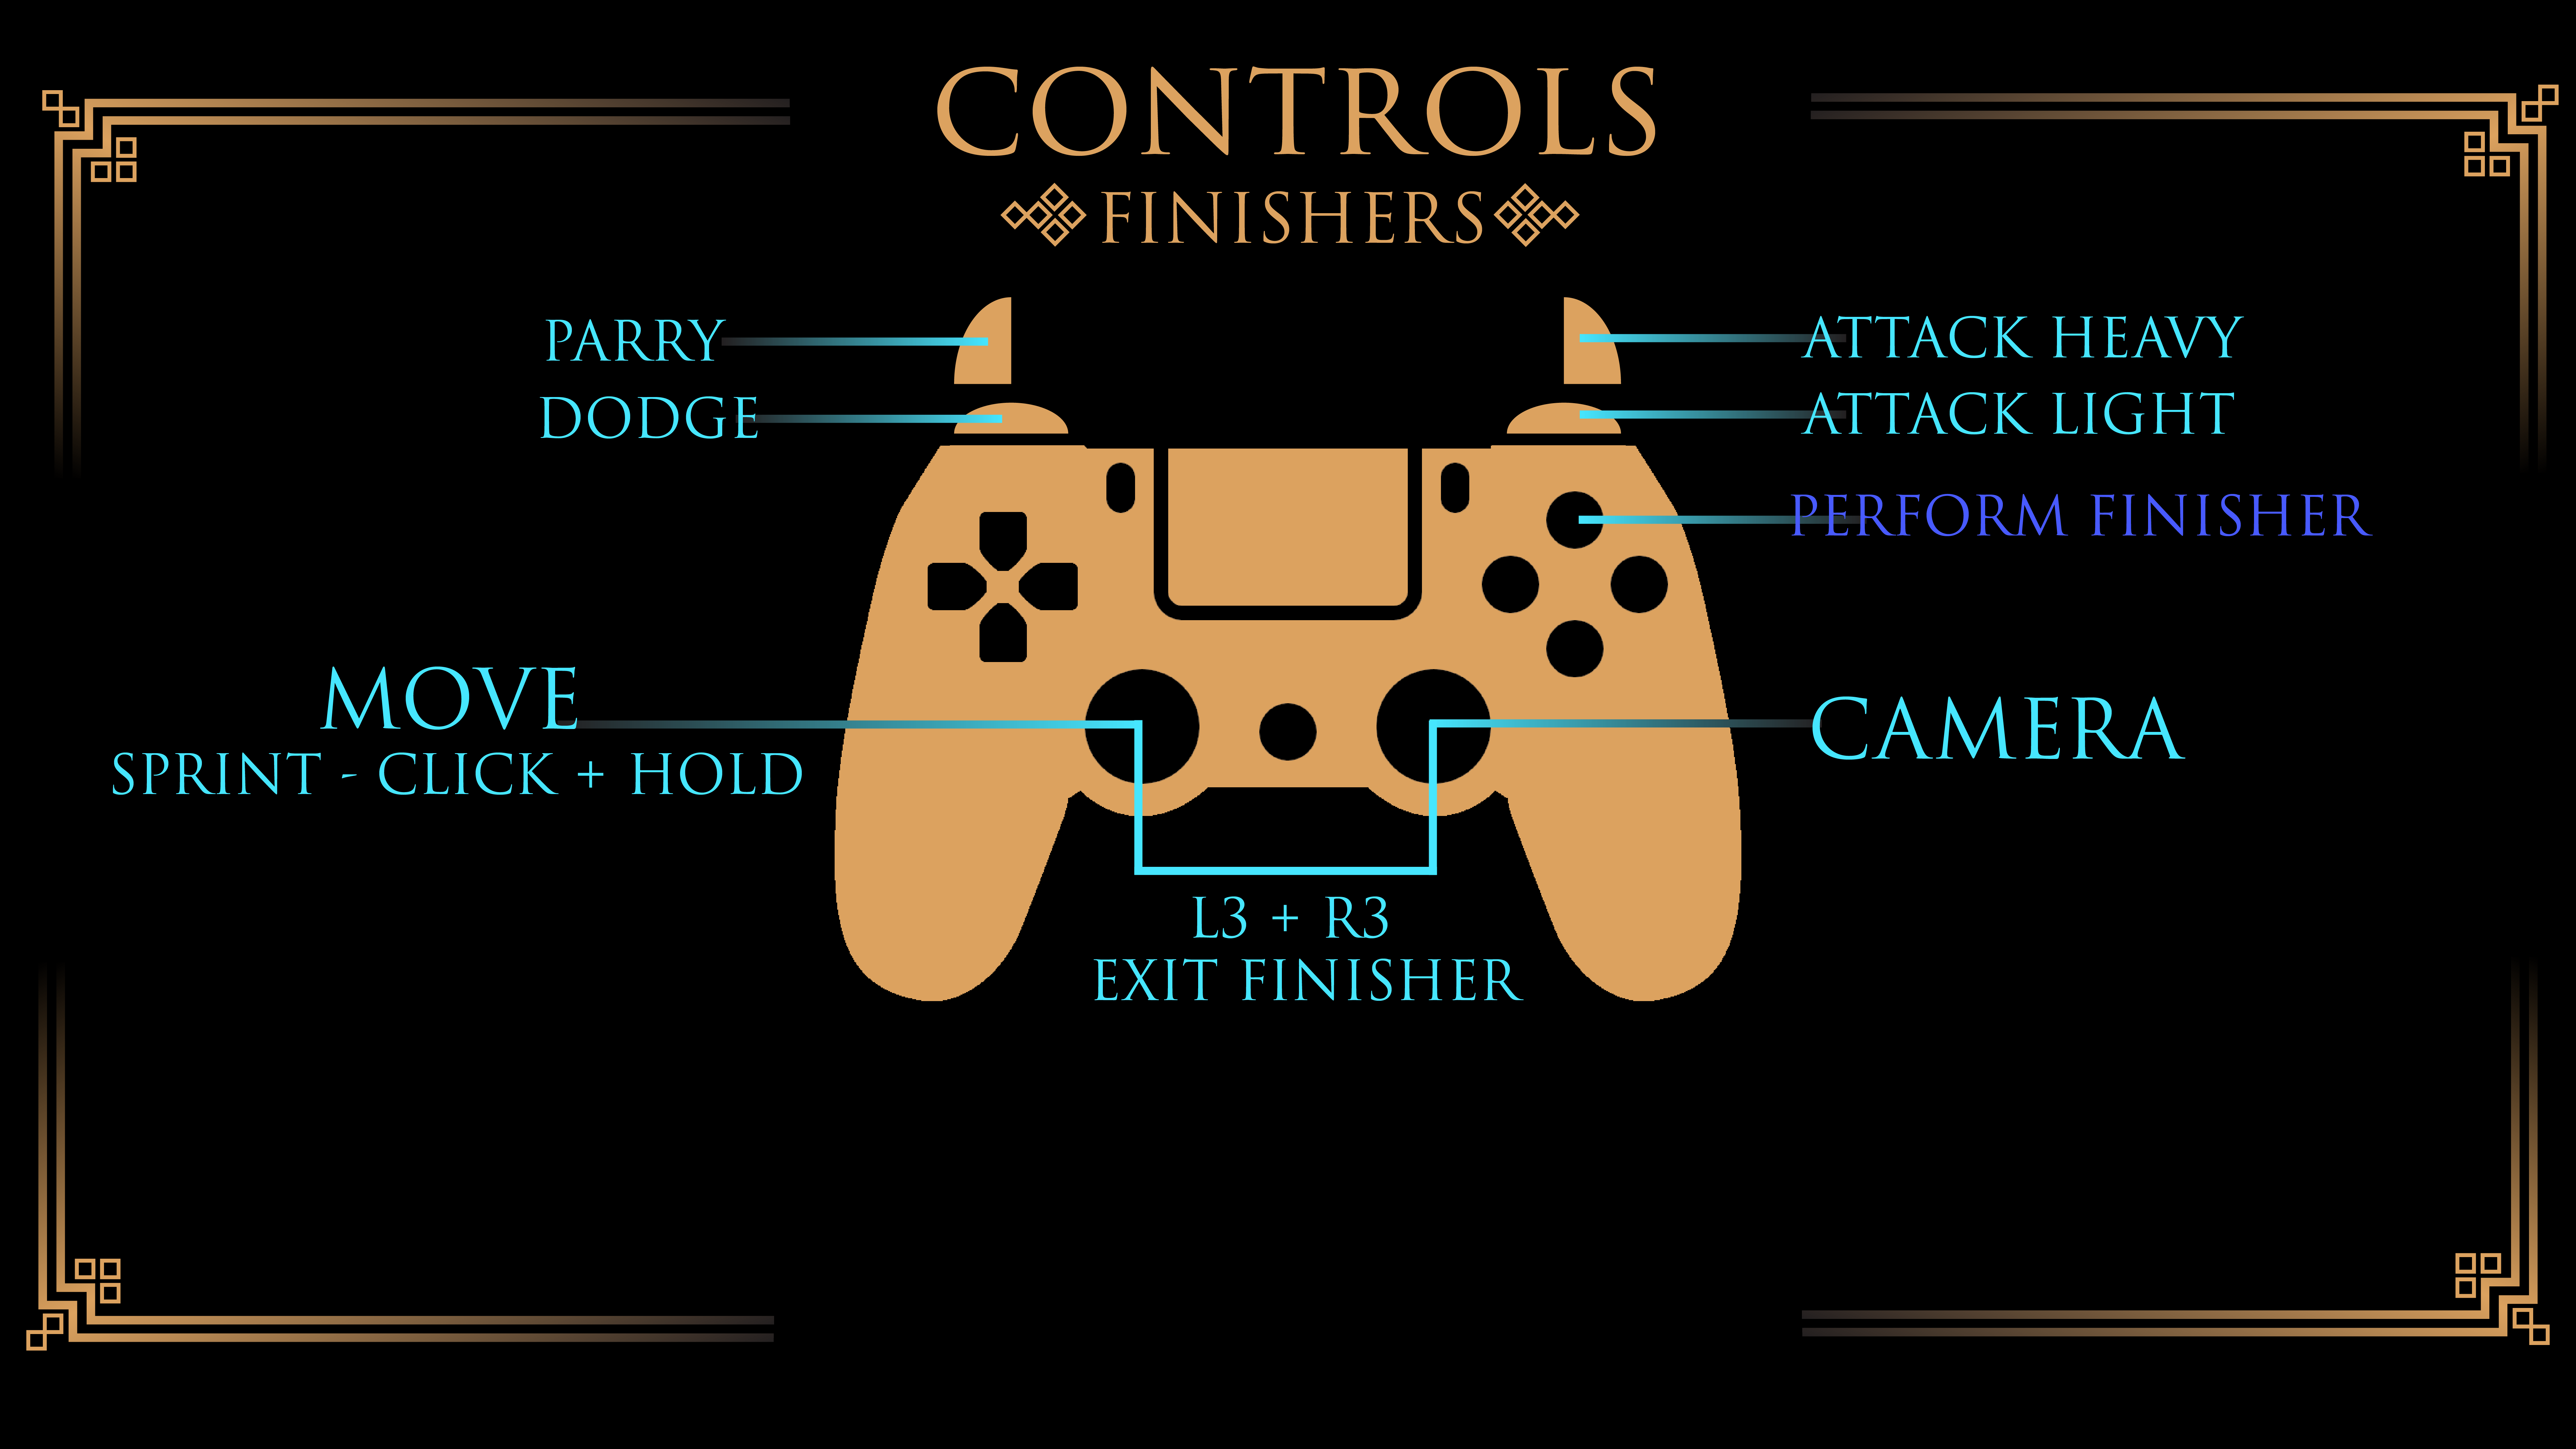 CONTROLS
FINISHERS
PARRY
ATTACK HEAVY
DODGE
ATTACK LIGHT
PERFORM FINISHER
MOVE
SPRINT - CLICK + HOLD
CAMERA
L3 + R3
EXIT FINISHER